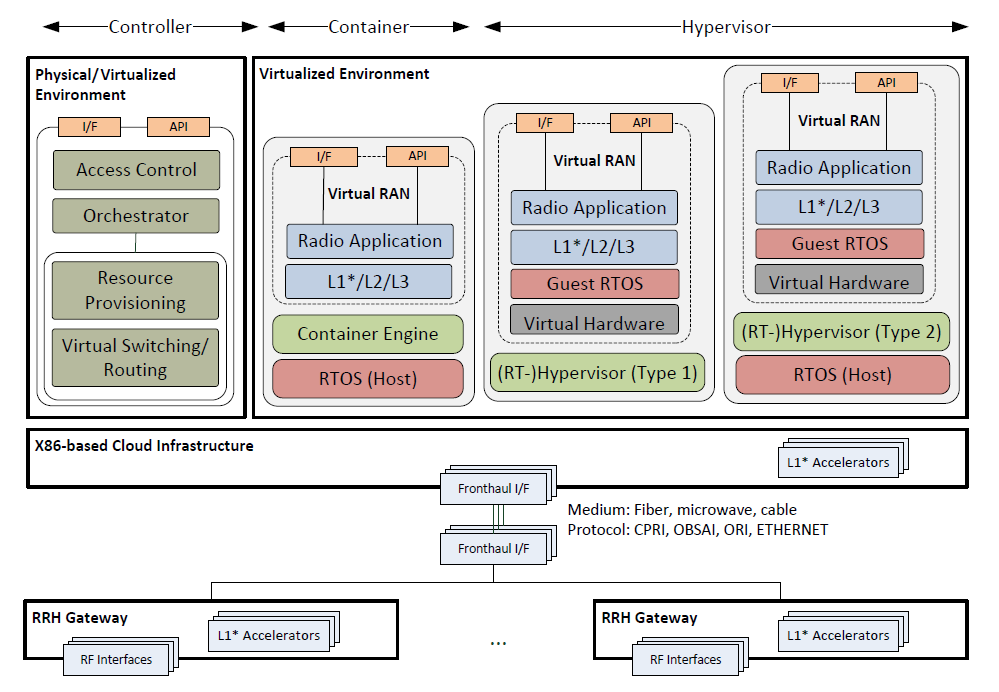 Controller
Container
Hypervisor
Physical/Virtualized
Environment
I/F
API
Access Control
Orchestrator
Resource
Provisioning
Virtual Switching/
Routing
Virtualized Environment
I/F
API
Virtual RAN
Radio Application
L1*/L2/L3
Container Engine
RTOS (Host)
I/F
API
Virtual RAN
Radio Application
L1*/L2/L3
Guest RTOS
Virtual Hardware
(RT-)Hypervisor (Type 1)
I/F
API
Virtual RAN
Radio Application
L1*/L2/L3
Guest RTOS
Virtual Hardware
(RT-)Hypervisor (Type 2)
RTOS (Host)
X86-based Cloud Infrastructure
L1* Accelerators
Fronthaul I/F
Medium: Fiber, microwave, cable
Protocol: CPRI, OBSAI, ORI, ETHERNET
Fronthaul I/F
RRH Gateway
L1* Accelerators
RF Interfaces
...
RRH Gateway
L1* Accelerators
RF Interfaces